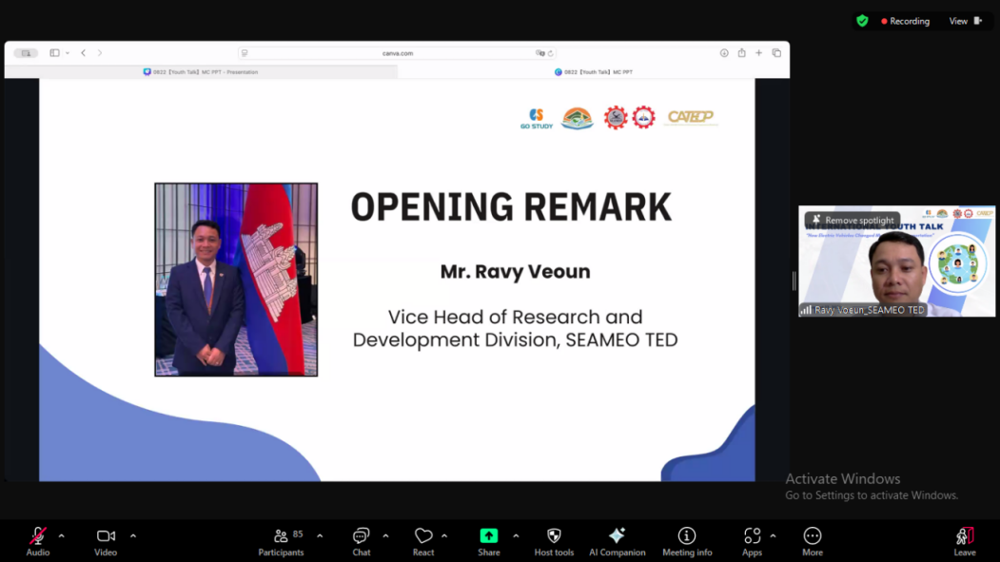 Recording
View
canva.com
0822【Youth Talk】MC PPT - Presentation
0822【Youth Talk】MC PPT
GO STUDY
CATEDP
OPENING REMARK
Mr. Ravy Veoun
Vice Head of Research and
Development Division, SEAMEO TED
Remove spotlight
INTERNATIONAL YOUTH TALK
Ravy Voeun_SEAMEO TED
Activate Windows
Go to Settings to activate Windows.
Audio
Video
85
Participants
Chat
React
Share
Host tools
AI Companion
Meeting info
Apps
More
Leave